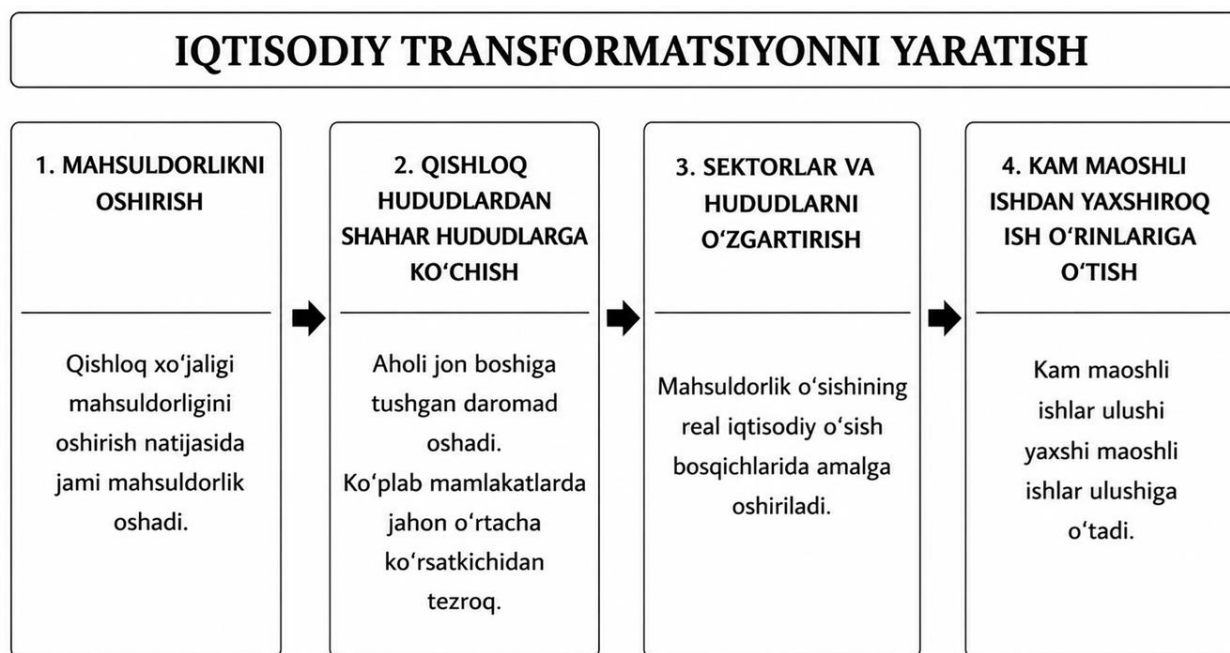 IQTISODIY TRANSFORMATSIYONNI YARATISH
1. MAHSULDORLIKNI
OSHIRISH
Qishloq xo‘jaligi
mahsuldorligini
oshirish natijasida
jami mahsuldorlik
oshadi.
2. QISHLOQ
HUDUDLARDAN
SHAHAR HUDUDLARGA
KO‘CHISH
Aholi jon boshiga
tushgan daromad
oshadi.
Ko‘plab mamlakatlarda
jahon o‘rtacha
ko‘rsatkichidan
tezroq.
3. SEKTORLAR VA
HUDUDLARNI
O‘ZGARTIRISH
Mahsuldorlik o‘sishining
real iqtisodiy o‘sish
bosqichlarida amalga
oshiriladi.
4. KAM MAOSHLI
ISHDAN YAXSHIROQ
ISH O‘RINLARIGA
O‘TISH
Kam maoshli
ishlar ulushi
yaxshi maoshli
ishlar ulushiga
o‘tadi.